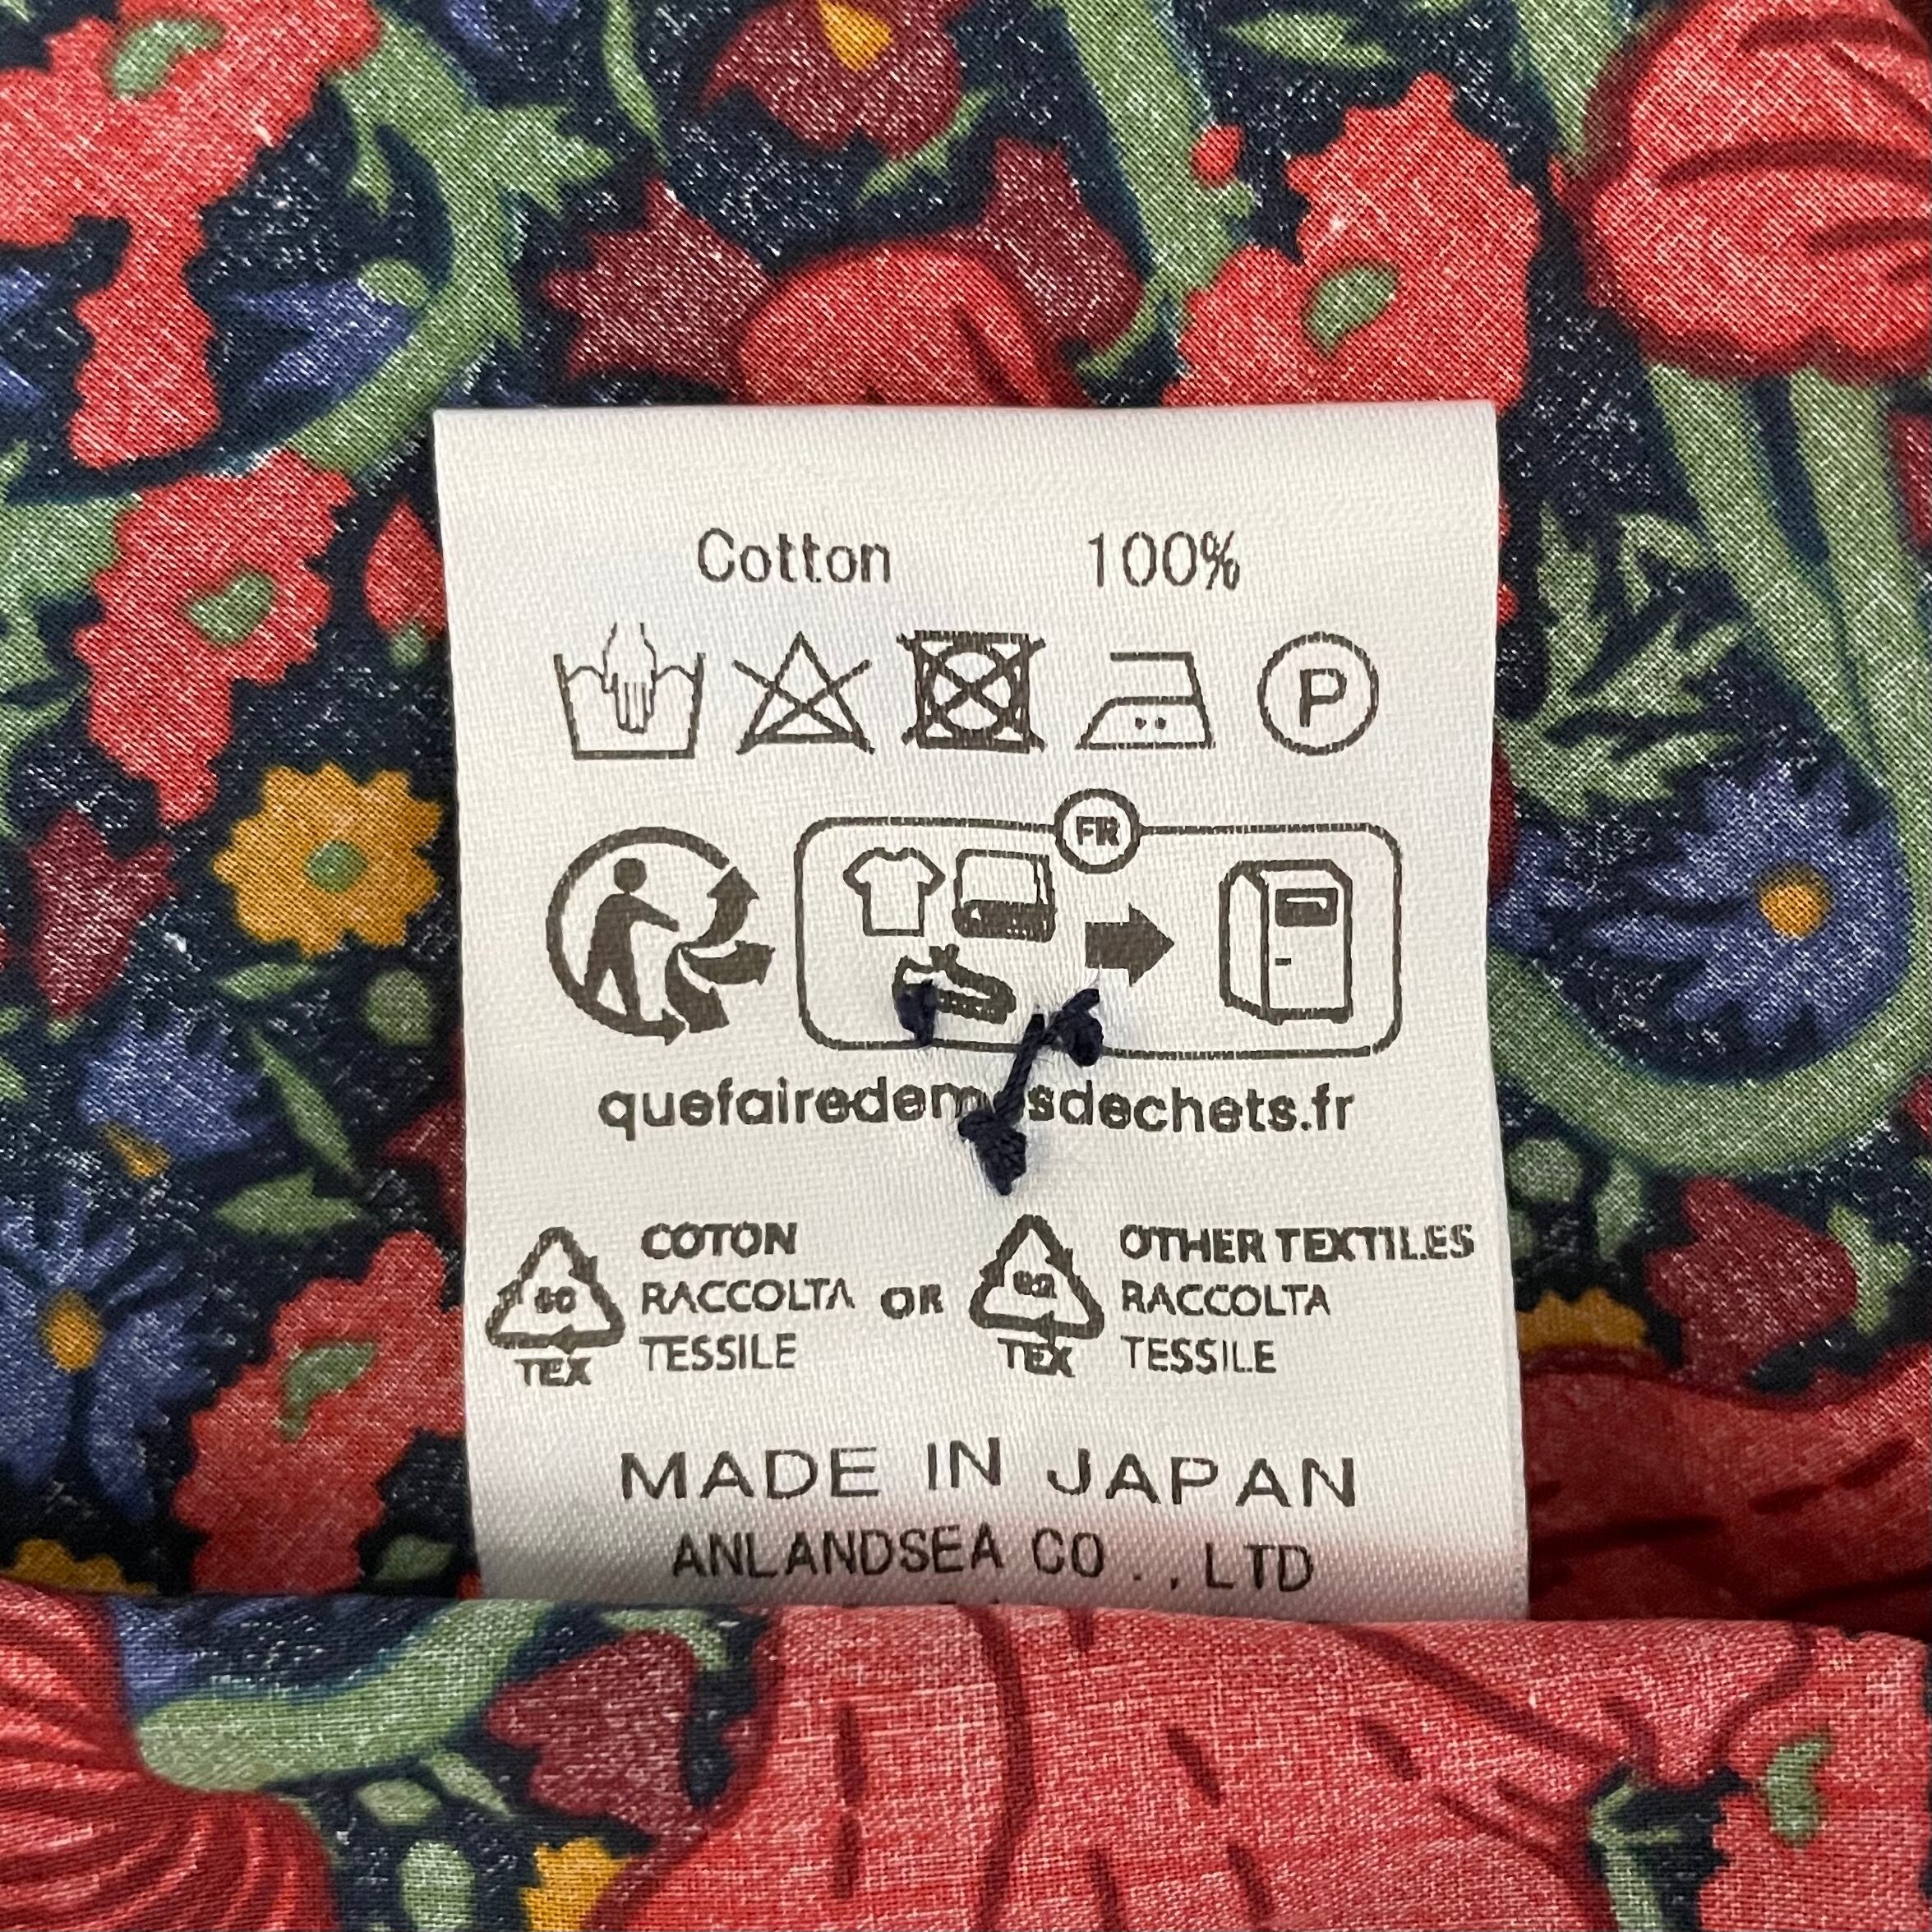 Cotton 100%
P
FR
quefairedemesdechets.fr
COTON
RACCOLTA
TESSILE
60
TEX
OR
OTHER TEXTILES
RACCOLTA
TESSILE
TEX
MADE IN JAPAN
ANLANDSEA CO., LTD